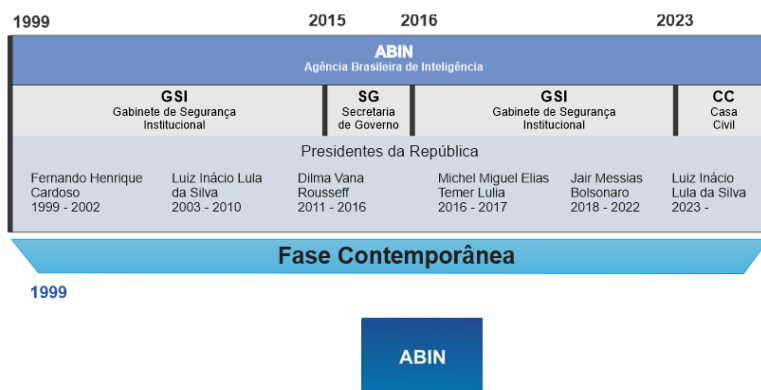 1999 2015 2016 2023
ABIN
Agência Brasileira de Inteligência
GSI
Gabinete de Segurança
Institucional
SG
Secretaria
de Governo
GSI
Gabinete de Segurança
Institucional
CC
Casa
Civil
Presidentes da República
Fernando Henrique
Cardoso
1999 - 2002
Luiz Inácio Lula
da Silva
2003 - 2010
Dilma Vana
Rousseff
2011 - 2016
Michel Miguel Elias
Temer Lulia
2016 - 2017
Jair Messias
Bolsonaro
2018 - 2022
Luiz Inácio
Lula da Silva
2023 -
Fase Contemporânea
1999
ABIN